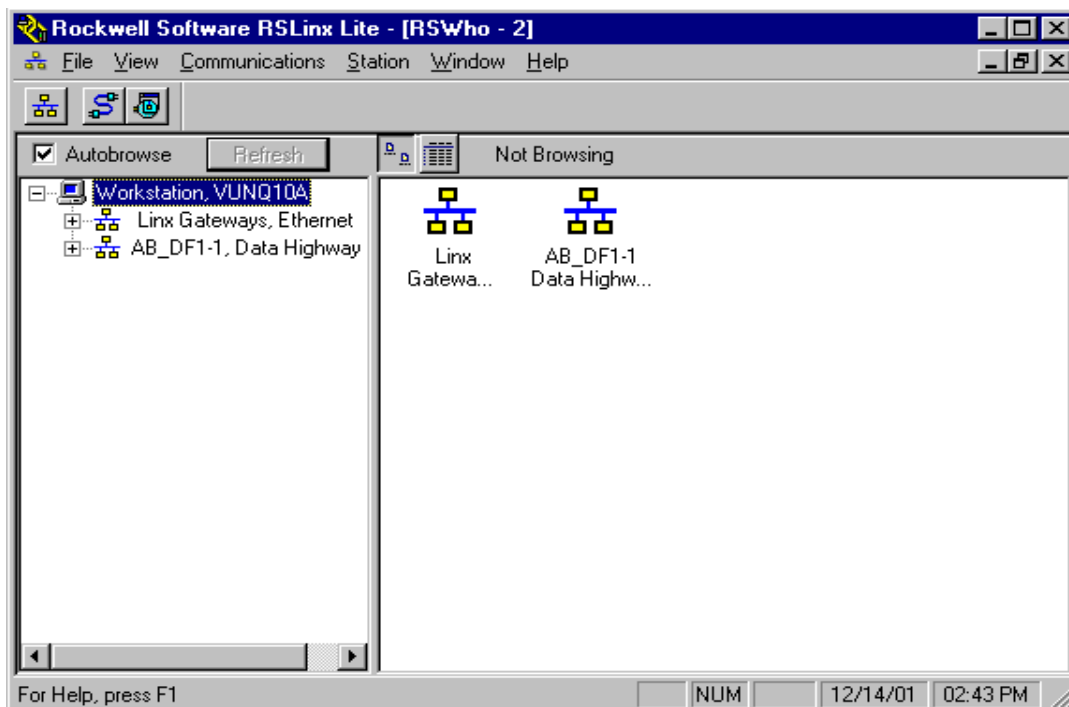 Rockwell Software RSLinx Lite - [RSWho - 2]
File View Communications Station Window Help
Autobrowse Refresh Not Browsing
Workstation, VUNQ10A
Linx Gateways, Ethernet
AB_DF1-1, Data Highway
Linx
Gatewa...
AB_DF1-1
Data Highw...
For Help, press F1 NUM 12/14/01 02:43 PM